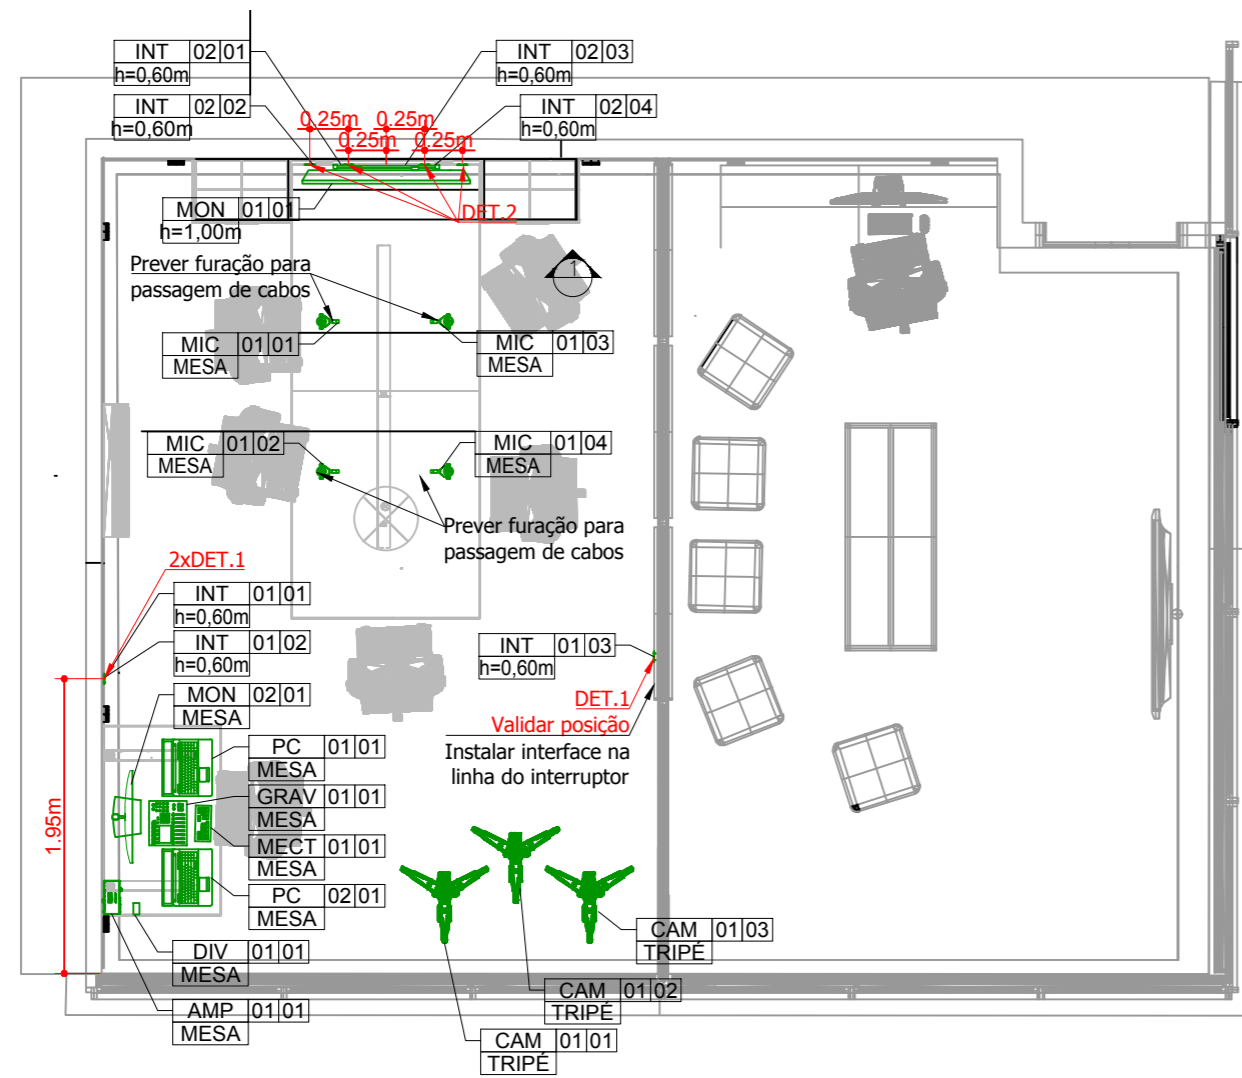 INT 02 01
h=0,60m
INT 02 03
h=0,60m
INT 02 02
h=0,60m
INT 02 04
h=0,60m
0.25m
0.25m
0.25m
0.25m
MON 01 01
h=1,00m
DET.2
Prever furação para
passagem de cabos
1
MIC 01 01
MESA
MIC 01 03
MESA
MIC 01 02
MESA
MIC 01 04
MESA
Prever furação para
passagem de cabos
2xDET.1
INT 01 01
h=0,60m
INT 01 02
h=0,60m
INT 01 03
h=0,60m
MON 02 01
MESA
DET.1
Validar posição
Instalar interface na
linha do interruptor
PC 01 01
MESA
GRAV 01 01
MESA
1.95m
MECT 01 01
MESA
PC 02 01
MESA
CAM 01 03
TRIPÉ
DIV 01 01
MESA
CAM 01 02
TRIPÉ
AMP 01 01
MESA
CAM 01 01
TRIPÉ